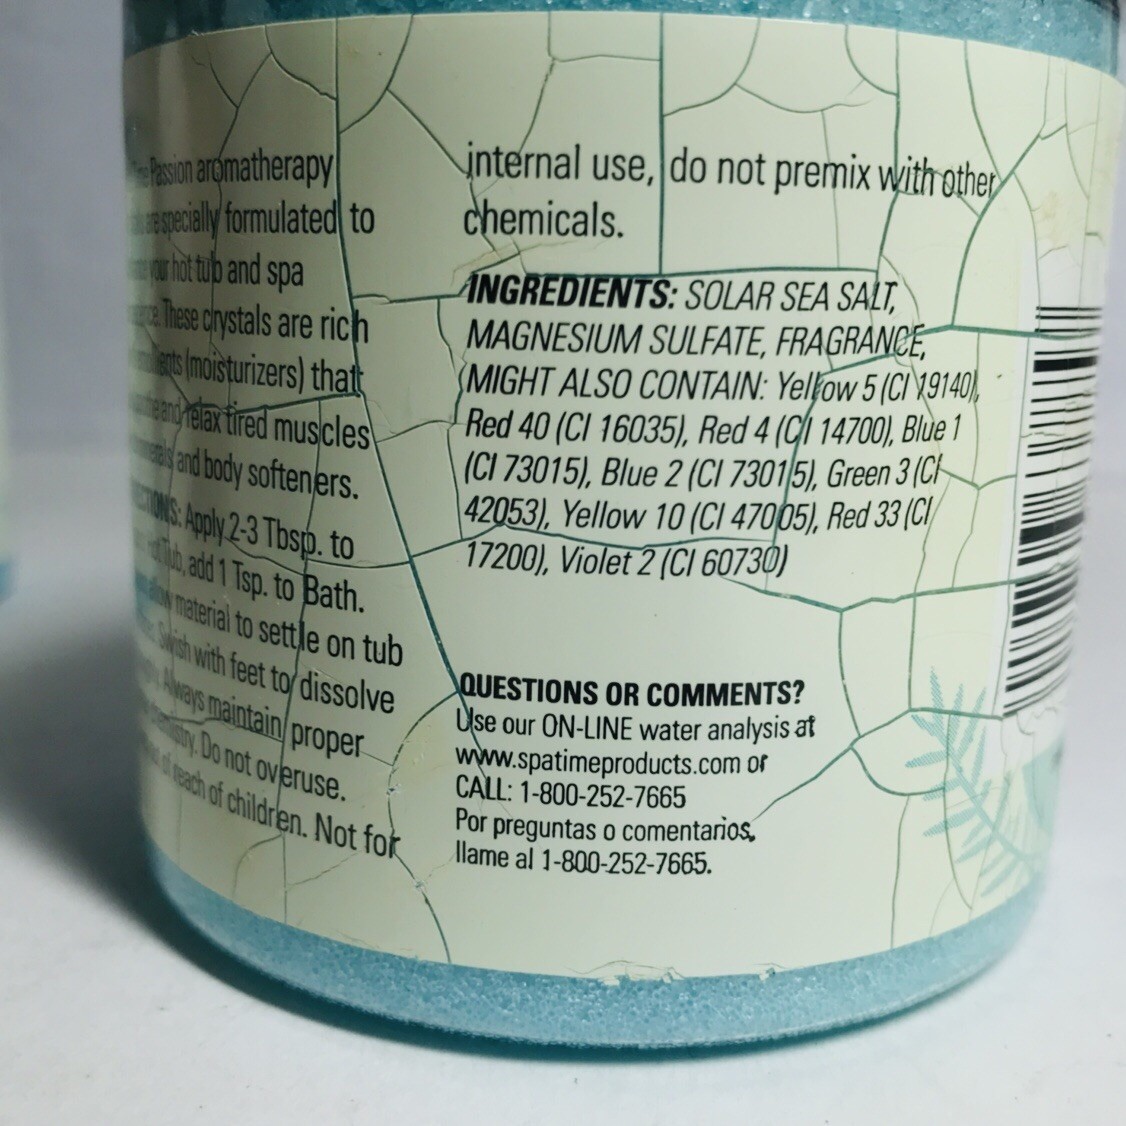 Passion aromatherapy
specially formulated to
your hot tub and spa
These crystals are rich
(moisturizers) that
and relax tired muscles
and body softeners.
Apply 2-3 Tbsp. to
Tub, add 1 Tsp. to Bath.
allow material to settle on tub
Swish with feet to dissolve
Always maintain proper
Do not overuse.
of reach of children. Not for
internal use, do not premix with other
chemicals.
INGREDIENTS: SOLAR SEA SALT,
MAGNESIUM SULFATE, FRAGRANCE,
(MIGHT ALSO CONTAIN: Yellow 5 (CI 19140),
Red 40 (CI 16035), Red 4 (CI 14700), Blue 1
(CI 73015), Blue 2 (CI 73015), Green 3 (CI
42053), Yellow 10 (CI 47005), Red 33 (CI
17200), Violet 2 (CI 60730)
QUESTIONS OR COMMENTS?
Use our ON-LINE water analysis at
www.spatimeproducts.com or
CALL: 1-800-252-7665
Por preguntas o comentarios,
llame al 1-800-252-7665.